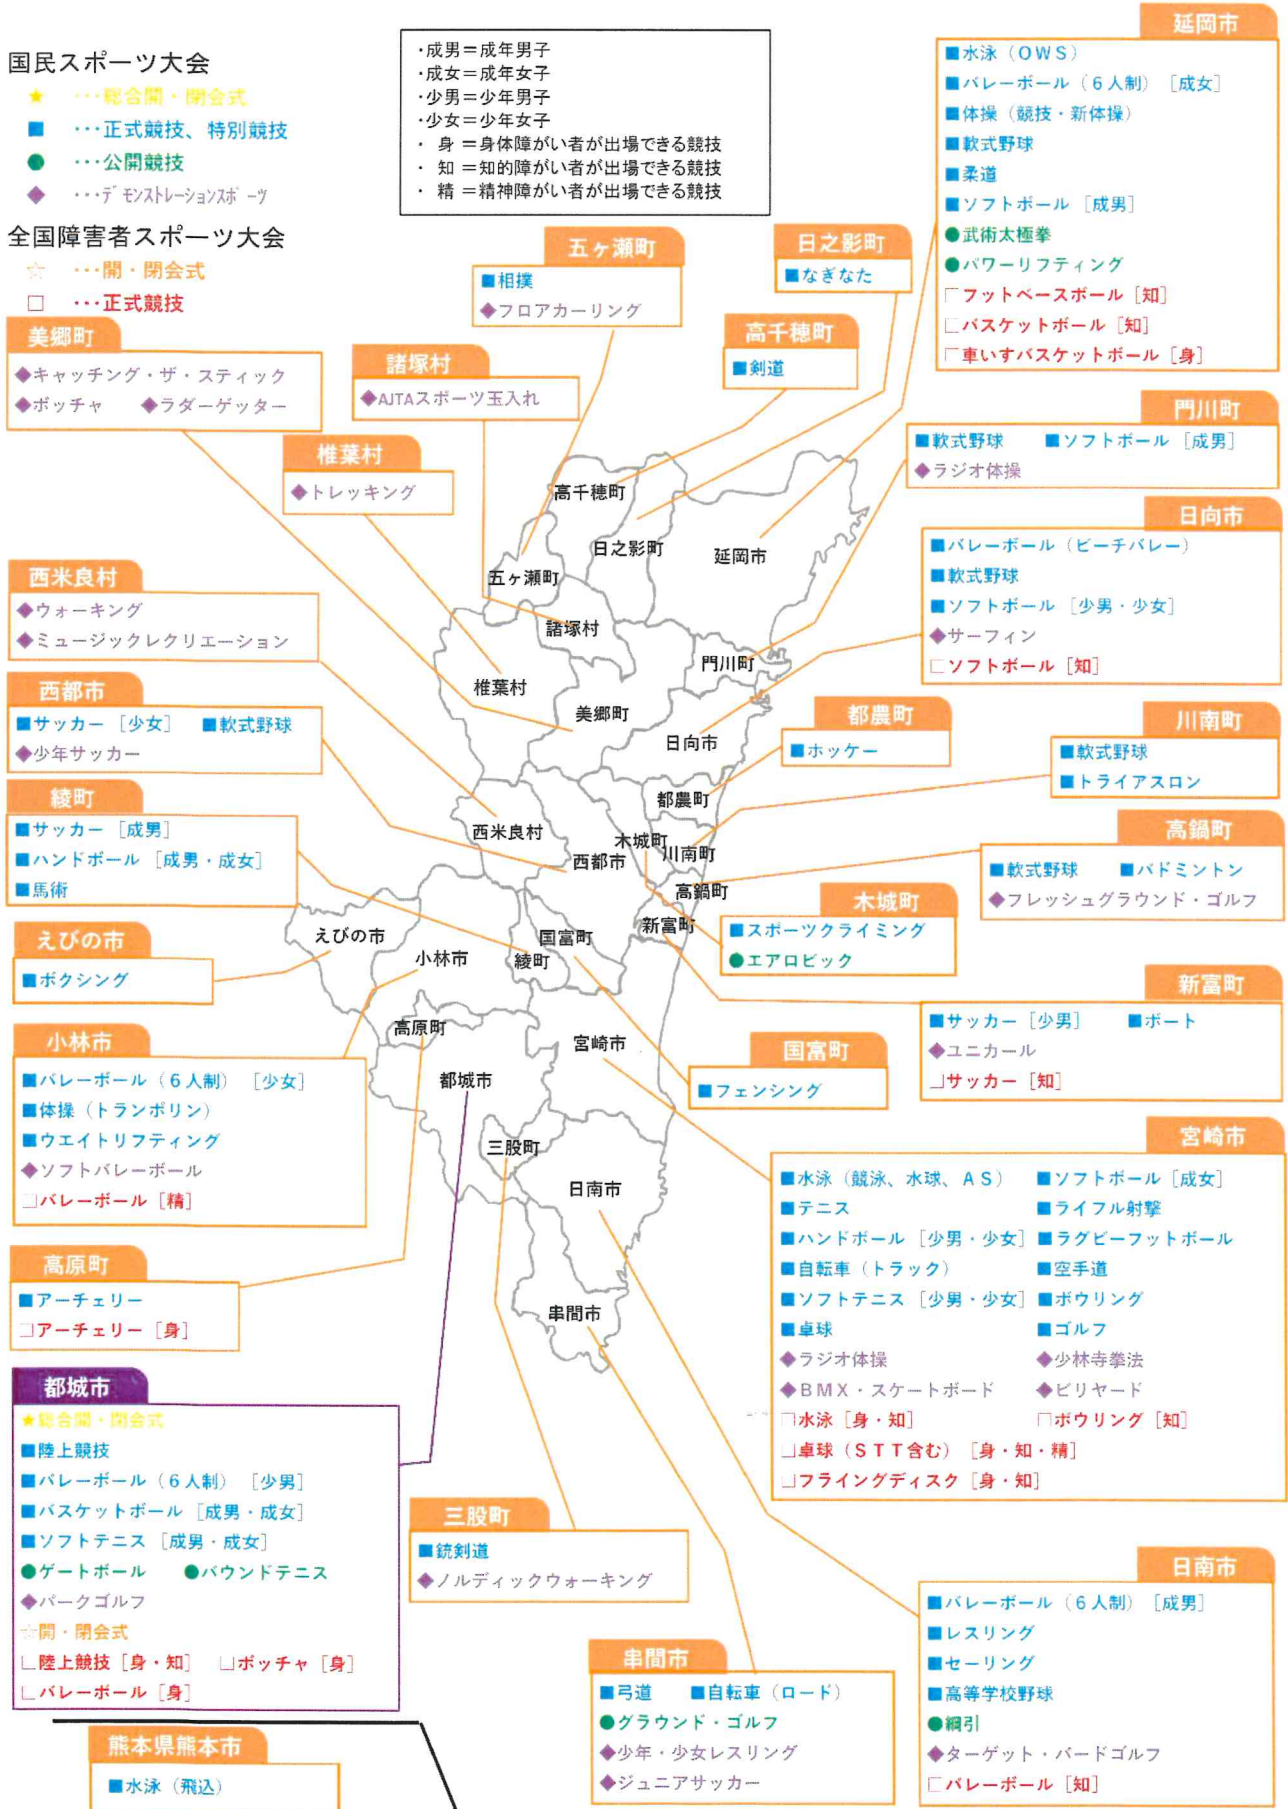 国民スポーツ大会
★ ・・・総合開・閉会式
■ ・・・正式競技、特別競技
● ・・・公開競技
◆ ・・・デモンストレーションスポーツ
全国障害者スポーツ大会
☆ ・・・開・閉会式
□ ・・・正式競技
・成男＝成年男子
・成女＝成年女子
・少男＝少年男子
・少女＝少年女子
・ 身 ＝身体障がい者が出場できる競技
・ 知 ＝知的障がい者が出場できる競技
・ 精 ＝精神障がい者が出場できる競技
延岡市
■水泳（ＯＷＳ）
■バレーボール（６人制）［成女］
■体操（競技・新体操）
■軟式野球
■柔道
■ソフトボール［成男］
●武術太極拳
●パワーリフティング
□フットベースボール［知］
□バスケットボール［知］
□車いすバスケットボール［身］
五ヶ瀬町
■相撲
◆フロアカーリング
日之影町
■なぎなた
高千穂町
■剣道
美郷町
◆キャッチング・ザ・スティック
◆ボッチャ ◆ラダーゲッター
諸塚村
◆AJTAスポーツ玉入れ
椎葉村
◆トレッキング
門川町
■軟式野球 ■ソフトボール［成男］
◆ラジオ体操
日向市
■バレーボール（ビーチバレー）
■軟式野球
■ソフトボール［少男・少女］
◆サーフィン
□ソフトボール［知］
西米良村
◆ウォーキング
◆ミュージックレクリエーション
西都市
■サッカー［少女］ ■軟式野球
◆少年サッカー
都農町
■ホッケー
川南町
■軟式野球
■トライアスロン
綾町
■サッカー［成男］
■ハンドボール［成男・成女］
■馬術
高鍋町
■軟式野球 ■バドミントン
◆フレッシュグラウンド・ゴルフ
木城町
■スポーツクライミング
●エアロビック
えびの市
■ボクシング
新富町
■サッカー［少男］ ■ボート
◆ユニカール
□サッカー［知］
小林市
■バレーボール（６人制）［少女］
■体操（トランポリン）
■ウエイトリフティング
◆ソフトバレーボール
□バレーボール［精］
国富町
■フェンシング
宮崎市
■水泳（競泳、水球、ＡＳ） ■ソフトボール［成女］
■テニス ■ライフル射撃
■ハンドボール［少男・少女］ ■ラグビーフットボール
■自転車（トラック） ■空手道
■ソフトテニス［少男・少女］ ■ボウリング
■卓球 ■ゴルフ
◆ラジオ体操 ◆少林寺拳法
◆ＢＭＸ・スケートボード ◆ビリヤード
□水泳［身・知］ □ボウリング［知］
□卓球（ＳＴＴ含む）［身・知・精］
□フライングディスク［身・知］
高原町
■アーチェリー
□アーチェリー［身］
都城市
★総合開・閉会式
■陸上競技
■バレーボール（６人制）［少男］
■バスケットボール［成男・成女］
■ソフトテニス［成男・成女］
●ゲートボール ●バウンドテニス
◆パークゴルフ
☆開・閉会式
□陸上競技［身・知］ □ボッチャ［身］
□バレーボール［身］
三股町
■銃剣道
◆ノルディックウォーキング
日南市
■バレーボール（６人制）［成男］
■レスリング
■セーリング
■高等学校野球
●綱引
◆ターゲット・バードゴルフ
□バレーボール［知］
串間市
■弓道 ■自転車（ロード）
●グラウンド・ゴルフ
◆少年・少女レスリング
◆ジュニアサッカー
熊本県熊本市
■水泳（飛込）
高千穂町
日之影町
延岡市
五ヶ瀬町
諸塚村
門川町
椎葉村
美郷町
日向市
都農町
西米良村
木城町
川南町
西都市
高鍋町
新富町
えびの市
国富町
小林市
綾町
高原町
宮崎市
都城市
三股町
日南市
串間市